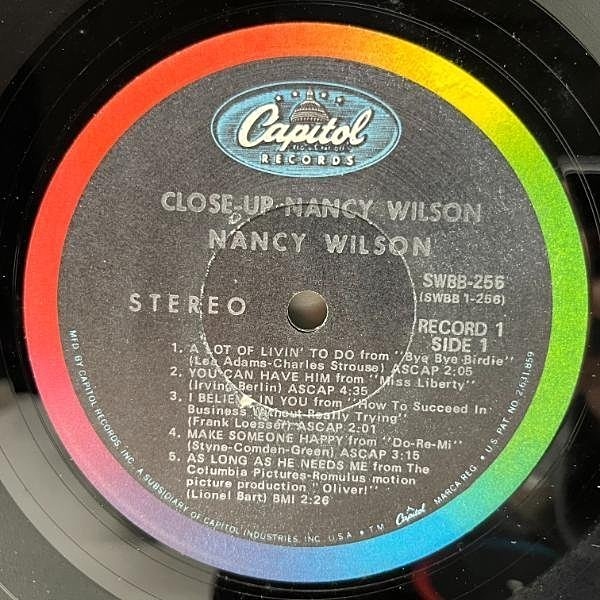 Capitol
RECORDS
CLOSE-UP NANCY WILSON
NANCY WILSON
STEREO
SWBB-256
(SWBB 1-256)
RECORD 1
SIDE 1
1. A LOT OF LIVIN' TO DO from "Bye Bye Birdie"
(Lee Adams-Charles Strouse) ASCAP 2:05
2. YOU CAN HAVE HIM from "Miss Liberty"
(Irving Berlin) ASCAP 4:35
3. I BELIEVE IN YOU from "How To Succeed In
Business Without Really Trying"
(Frank Loesser) ASCAP 2:01
4. MAKE SOMEONE HAPPY from "Do-Re-Mi"
(Styne-Comden-Green) ASCAP 3:15
5. AS LONG AS HE NEEDS ME from The
Columbia Pictures-Romulus motion
picture production "Oliver!"
(Lionel Bart) BMI 2:26
MFD. BY CAPITOL RECORDS, INC. A SUBSIDIARY OF CAPITOL INDUSTRIES, INC., U.S.A. • T.M. Capitol MARCA REG. • U.S. PAT. NO. 2,631,859